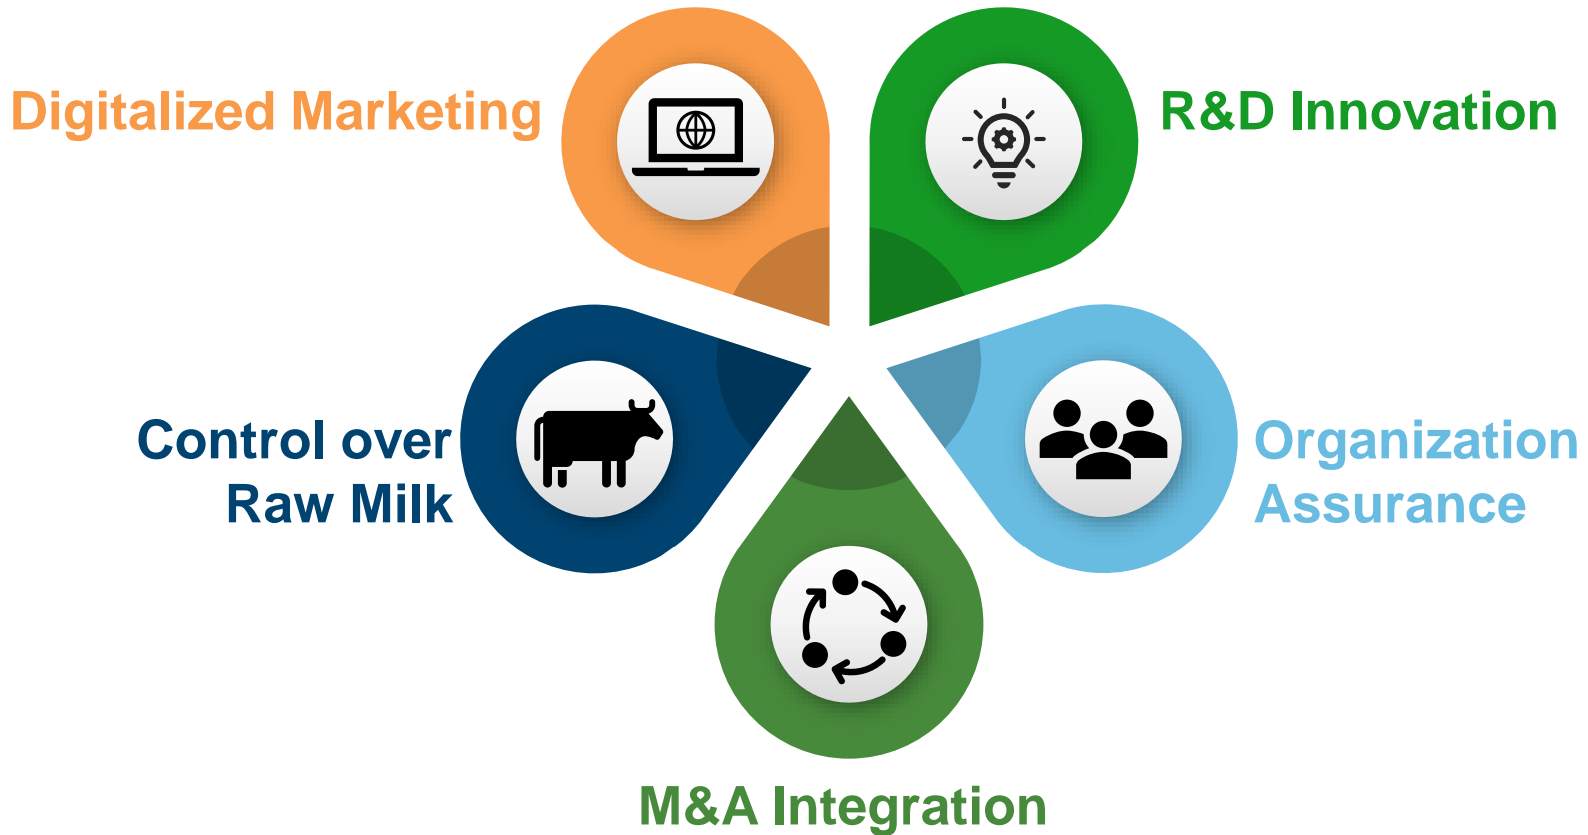 Digitalized Marketing
R&D Innovation
Control over
Raw Milk
Organization
Assurance
M&A Integration